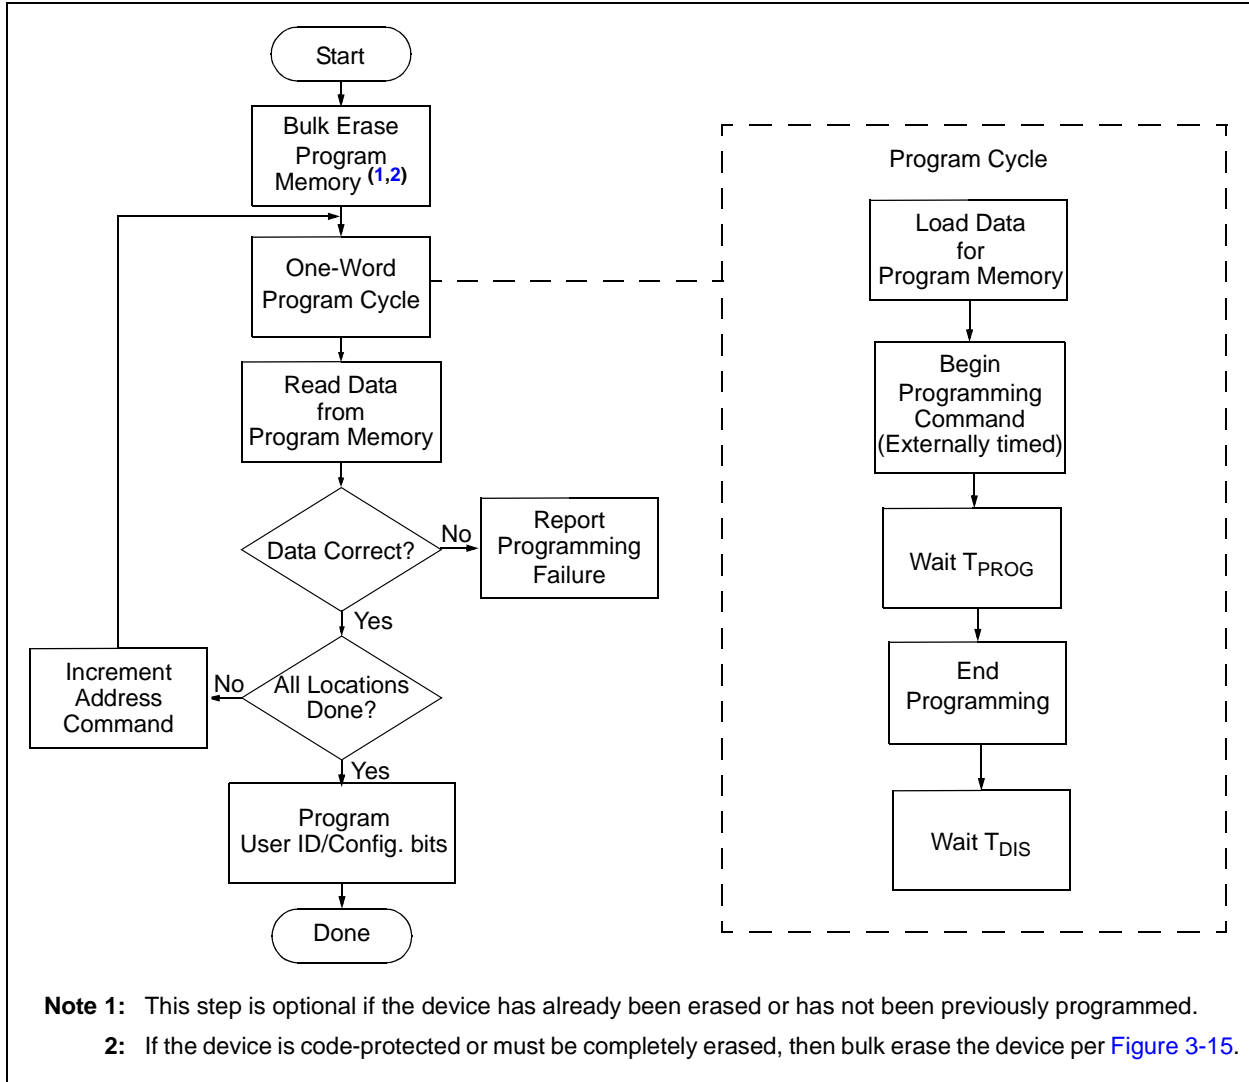 Start
Bulk Erase
Program
Memory (1,2)
One-Word
Program Cycle
Read Data
from
Program Memory
Data Correct?
No
Report
Programming
Failure
Yes
All Locations
Done?
No
Increment
Address
Command
Yes
Program
User ID/Config. bits
Done
Program Cycle
Load Data
for
Program Memory
Begin
Programming
Command
(Externally timed)
Wait TPROG
End
Programming
Wait TDIS
Note 1: This step is optional if the device has already been erased or has not been previously programmed.
2: If the device is code-protected or must be completely erased, then bulk erase the device per Figure 3-15.